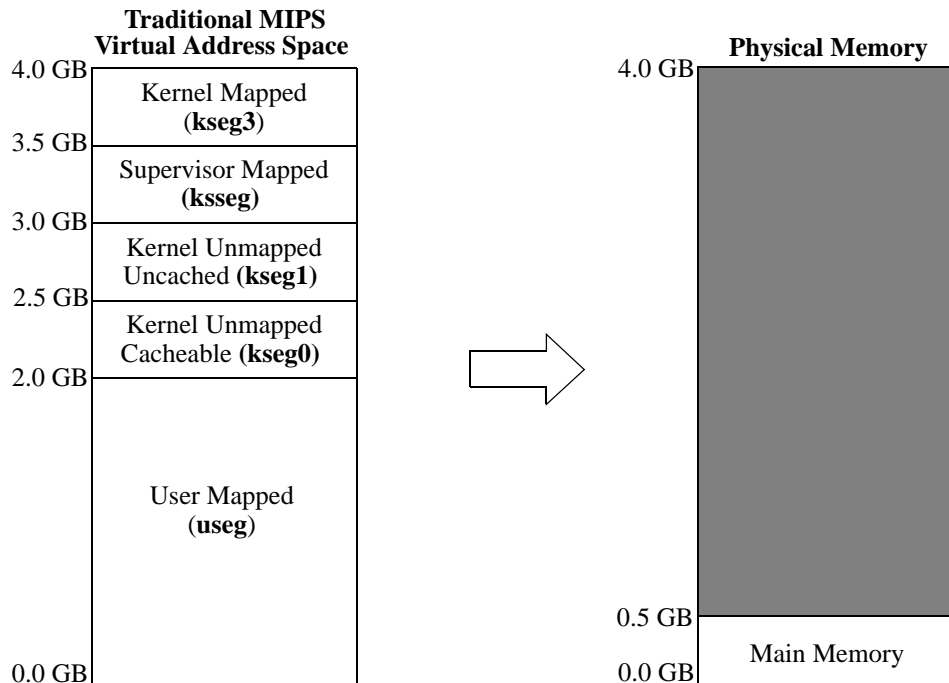 Traditional MIPS
Virtual Address Space
4.0 GB
Kernel Mapped
(kseg3)
3.5 GB
Supervisor Mapped
(ksseg)
3.0 GB
Kernel Unmapped
Uncached (kseg1)
2.5 GB
Kernel Unmapped
Cacheable (kseg0)
2.0 GB
User Mapped
(useg)
0.0 GB
Physical Memory
4.0 GB
0.5 GB
Main Memory
0.0 GB